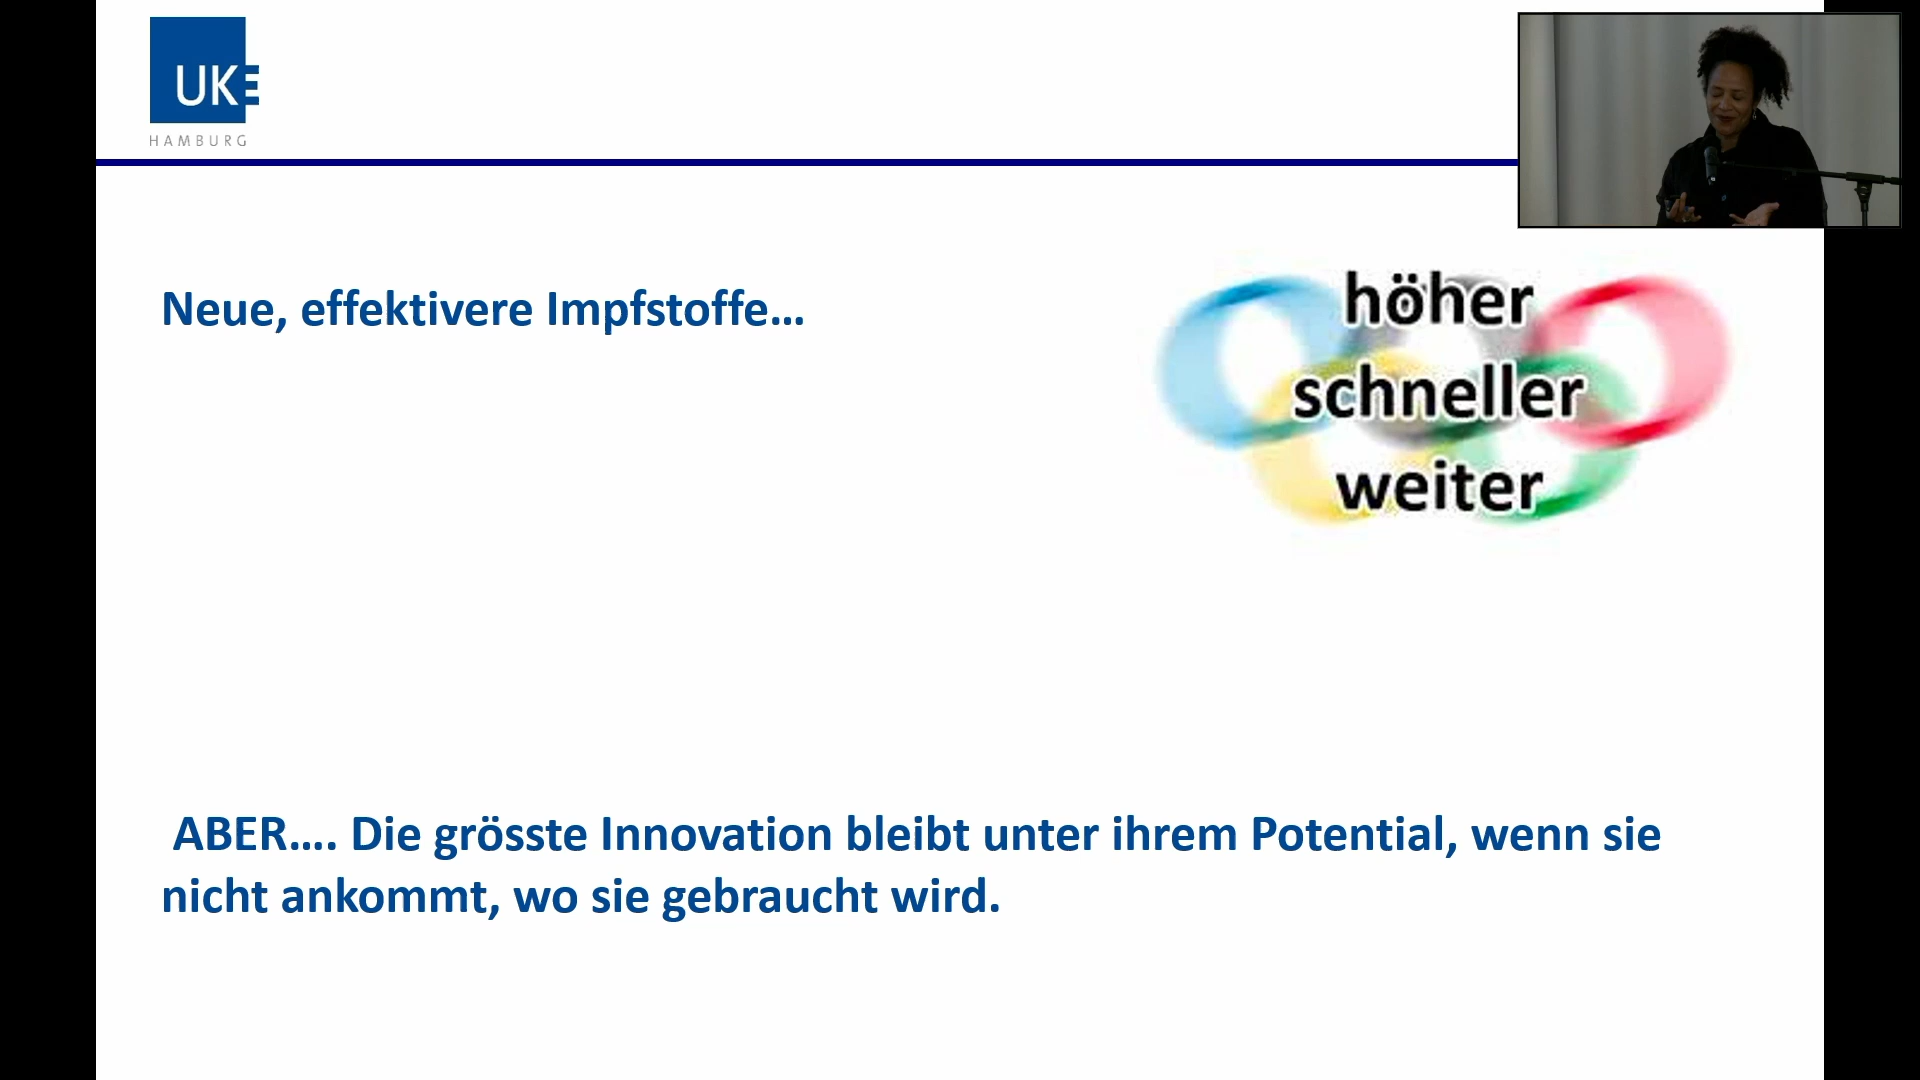 UKE
HAMBURG
Neue, effektivere Impfstoffe...
höher
schneller
weiter
ABER.... Die grösste Innovation bleibt unter ihrem Potential, wenn sie
nicht ankommt, wo sie gebraucht wird.